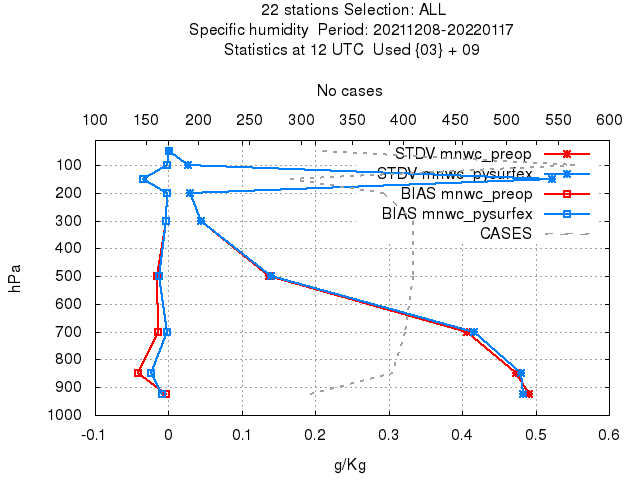 22 stations Selection: ALL
Specific humidity  Period: 20211208-20220117
Statistics at 12 UTC  Used {03} + 09
No cases
100 150 200 250 300 350 400 450 500 550 600
STDV mnwc_preop
STDV mnwc_pysurfex
BIAS mnwc_preop
BIAS mnwc_pysurfex
CASES
100
200
300
400
500
600
700
800
900
1000
hPa
-0.1 0 0.1 0.2 0.3 0.4 0.5 0.6
g/Kg